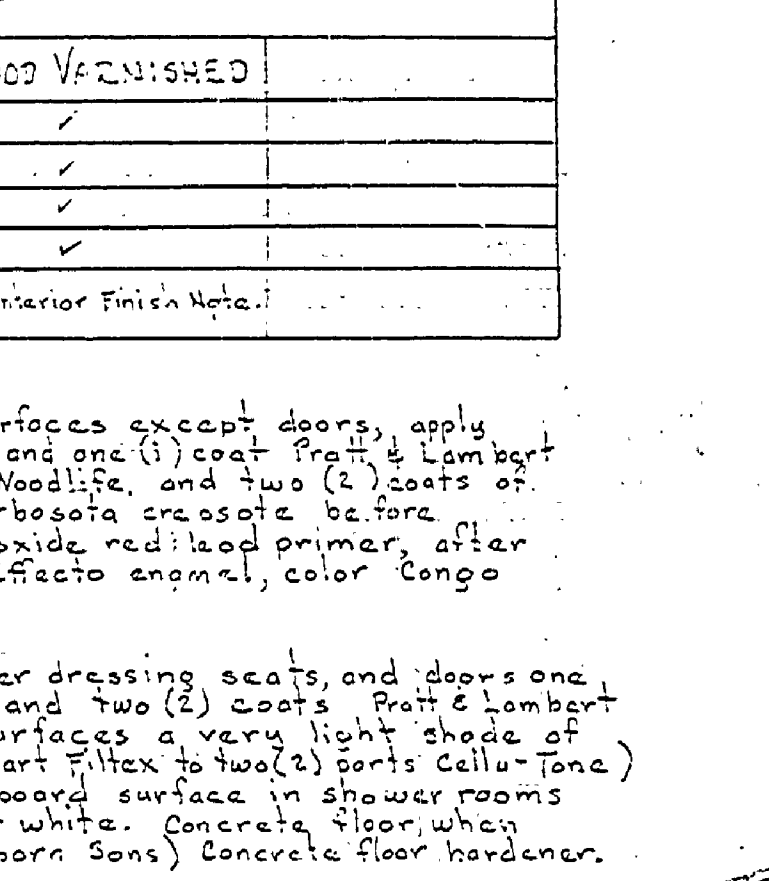 OOD VARNISHED
✓
✓
✓
✓
nterior Finish Note.
rfaces except doors, apply
and one (1) coat Pratt & Lambert
Woodlife, and two (2) coats of
rbosota creosote before
oxide red lead primer, after
ffecto enamel, color Congo
er dressing seats, and doors one
and two (2) coats Pratt & Lambert
urfaces a very light shade of
art Filtex to two (2) parts Cellu-Tone)
board surface in shower rooms
r white. Concrete floor, when
born Sons) Concrete floor hardener.